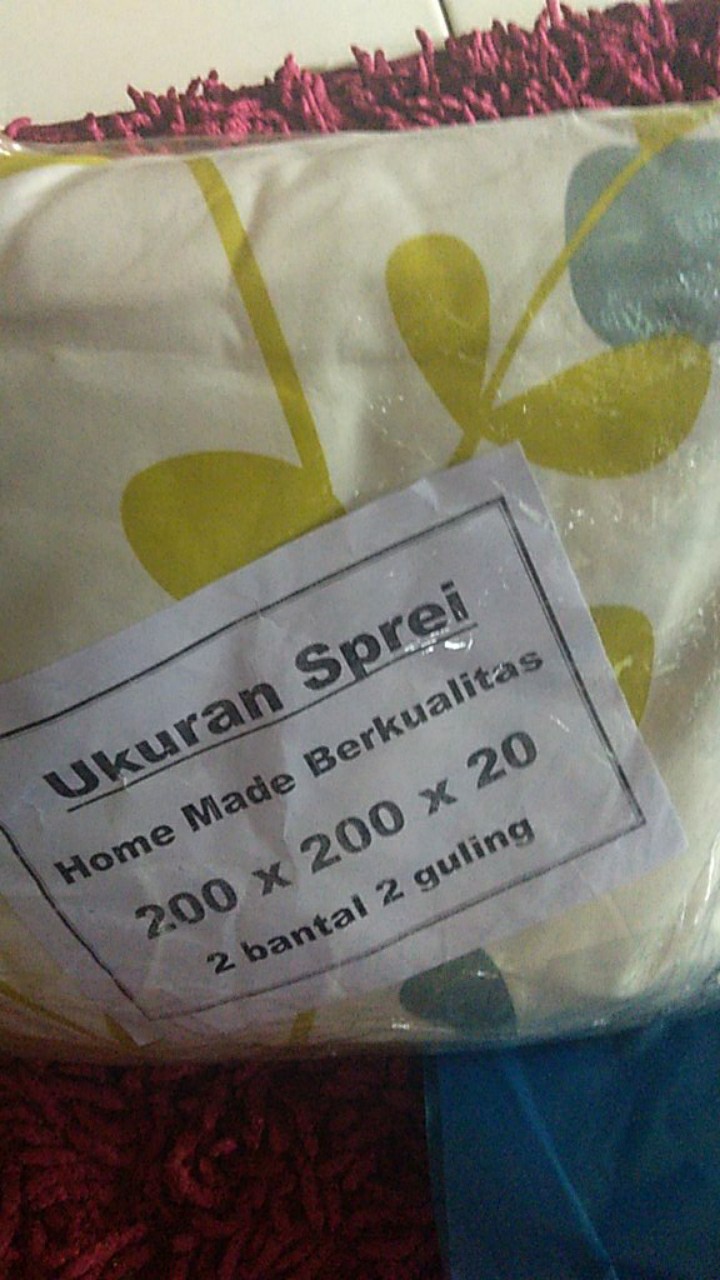 Ukuran Sprei
Home Made Berkualitas
200 x 200 x 20
2 bantal 2 guling